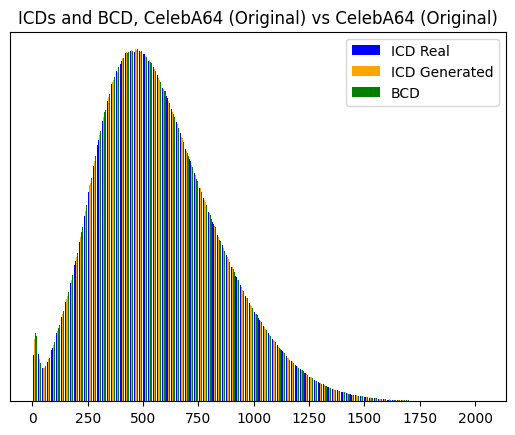 ICDs and BCD, CelebA64 (Original) vs CelebA64 (Original)
ICD Real
ICD Generated
BCD
0 250 500 750 1000 1250 1500 1750 2000